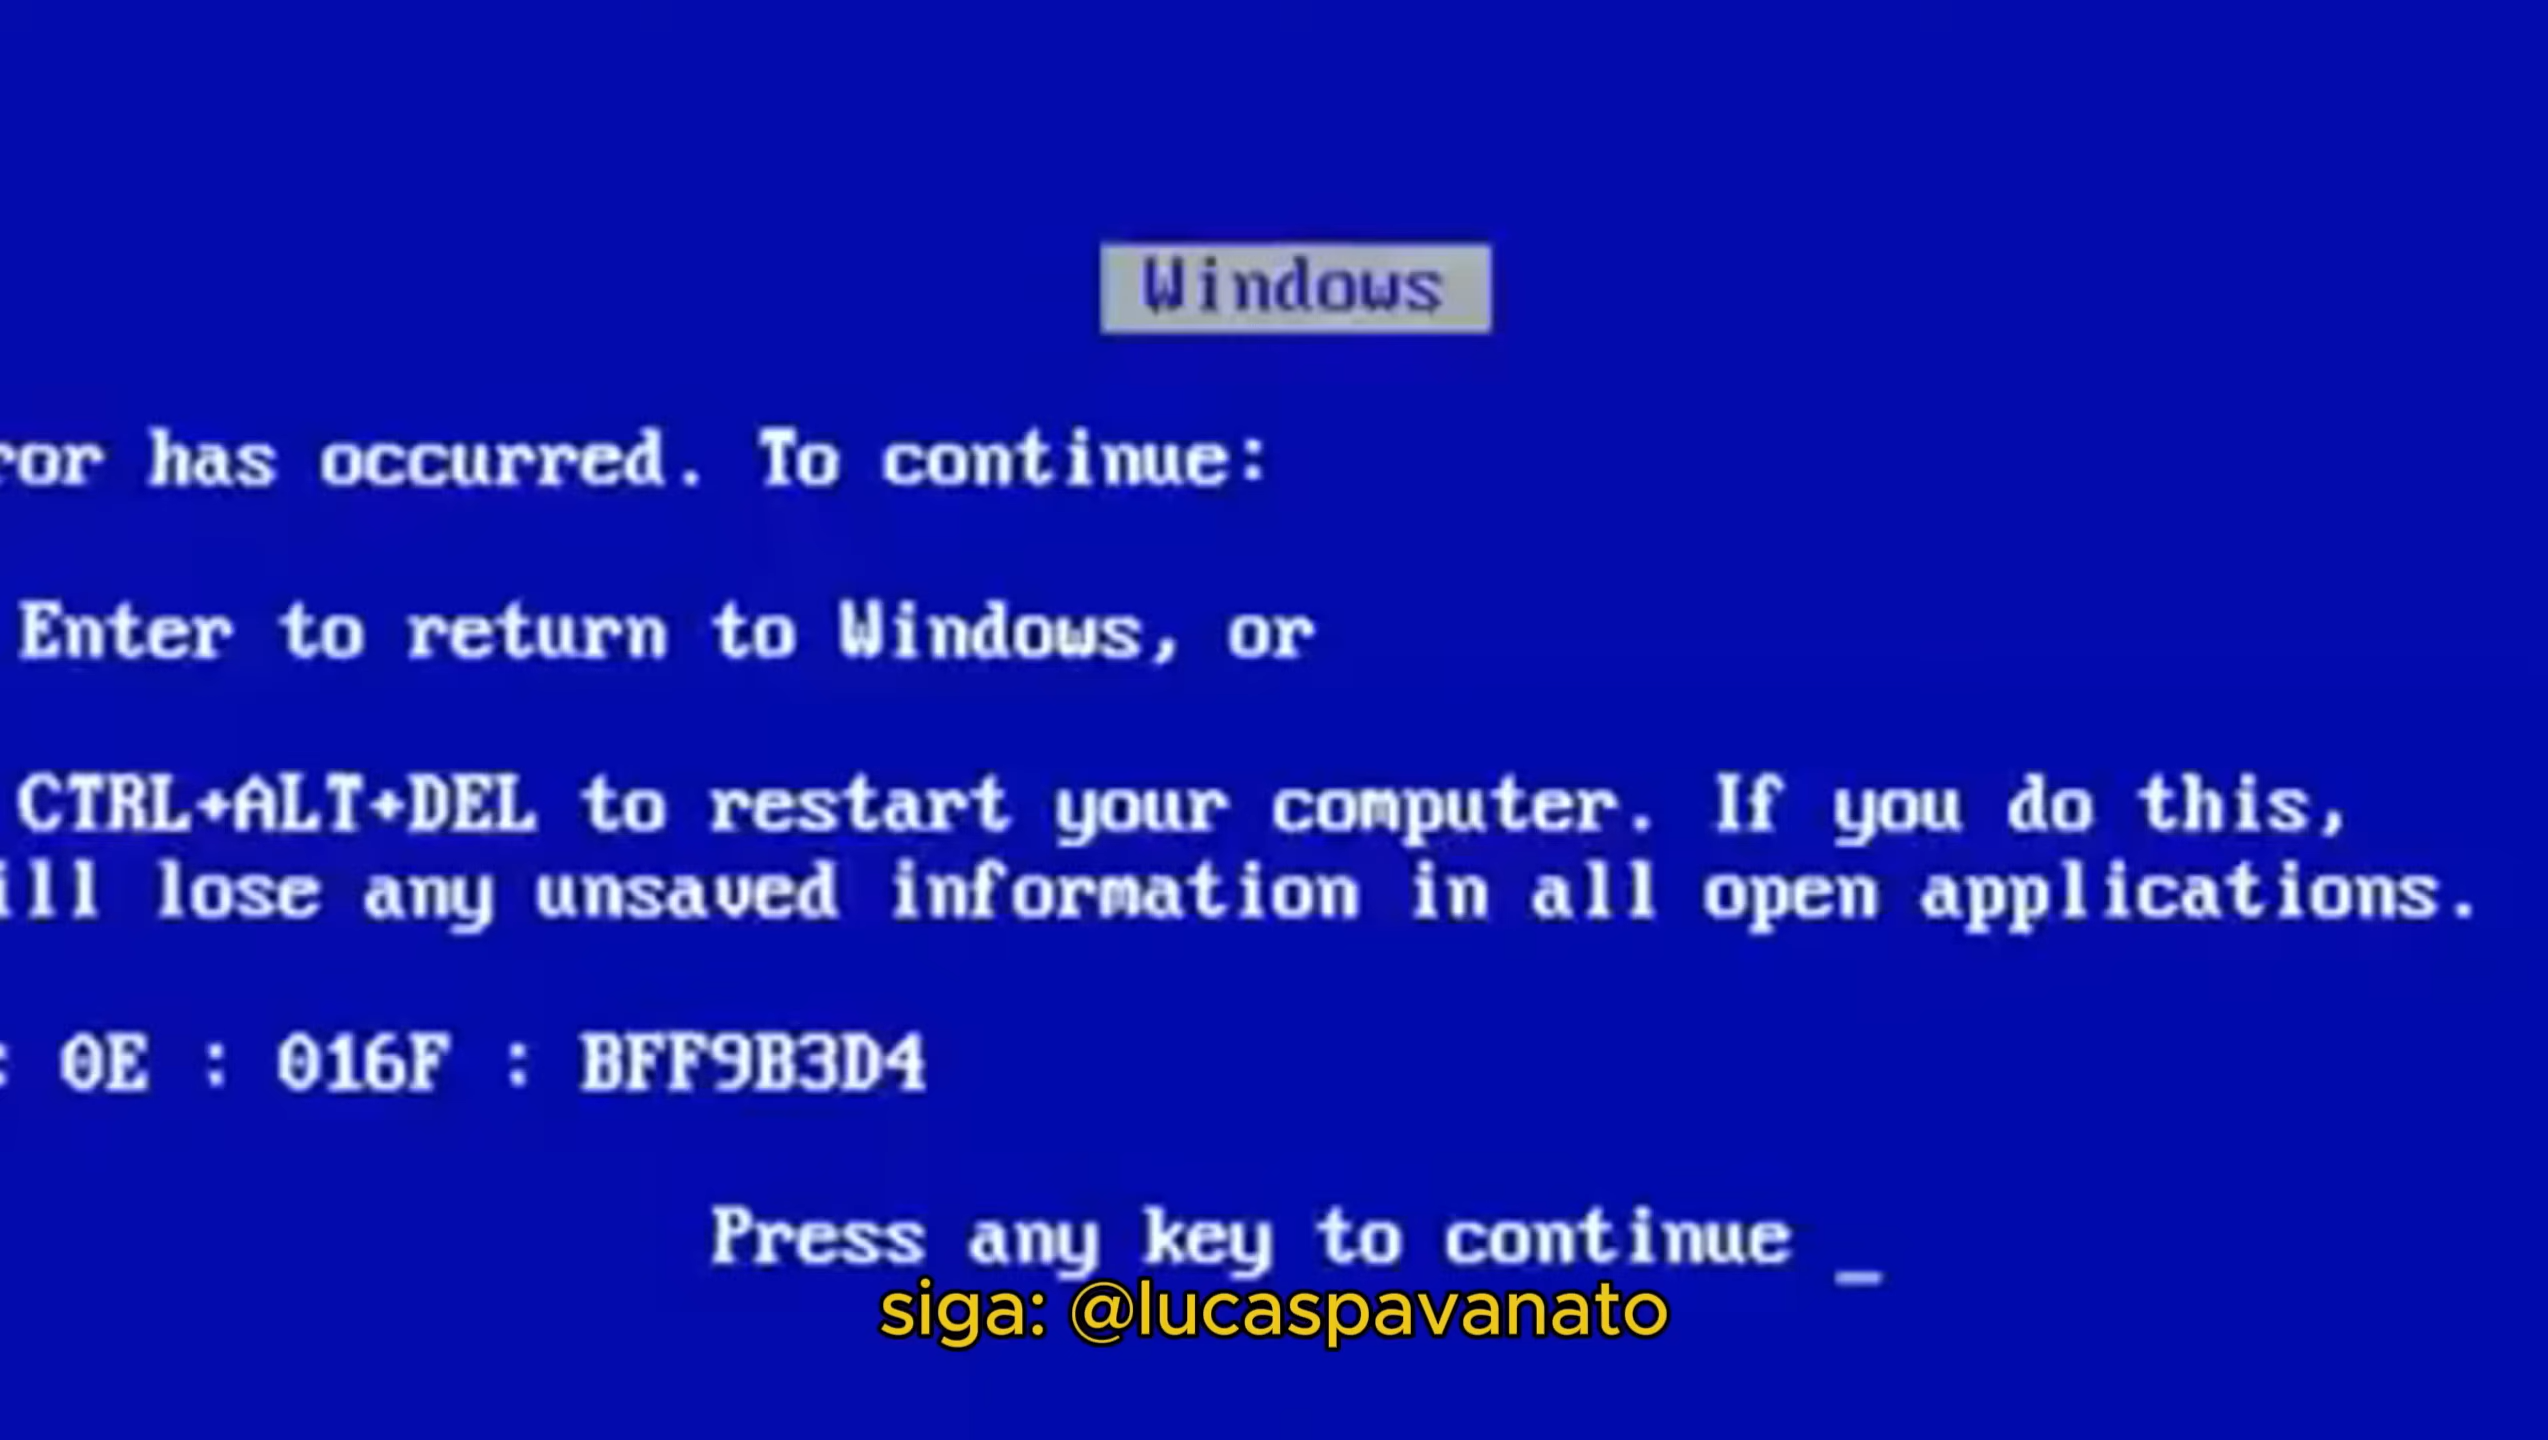 Windows
ror has occurred. To continue:
Enter to return to Windows, or
CTRL+ALT+DEL to restart your computer. If you do this,
ill lose any unsaved information in all open applications.
: 0E : 016F : BFF9B3D4
Press any key to continue _
siga: @lucaspavanato